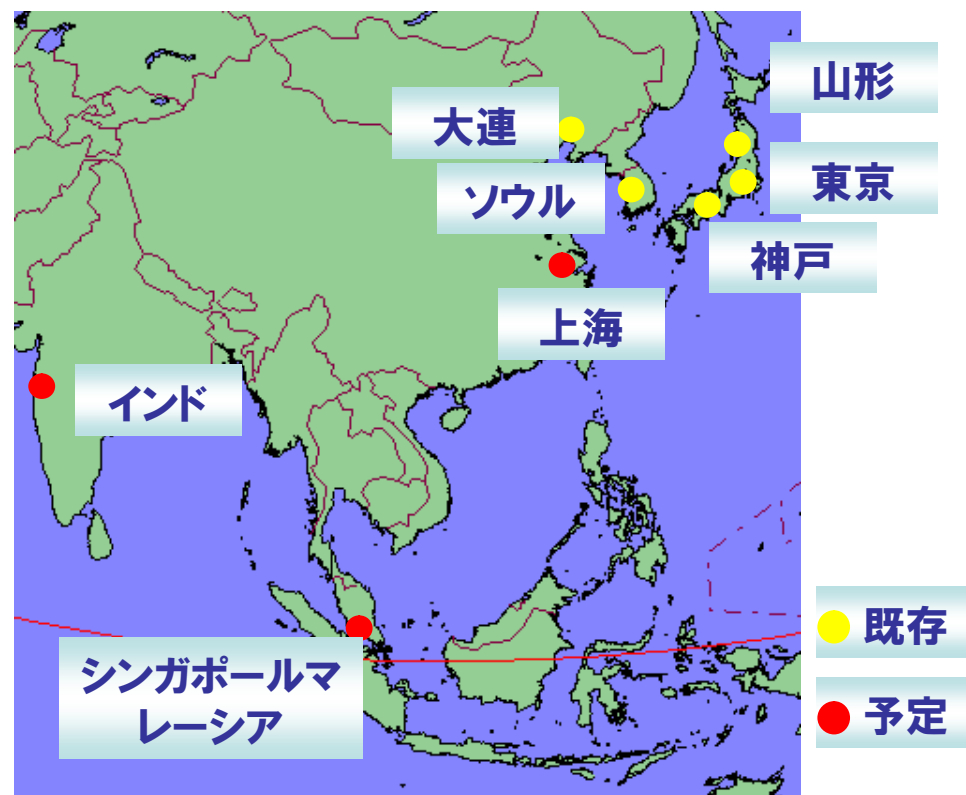 山形
大連
東京
ソウル
神戸
上海
インド
シンガポールマ
レーシア
既存
予定